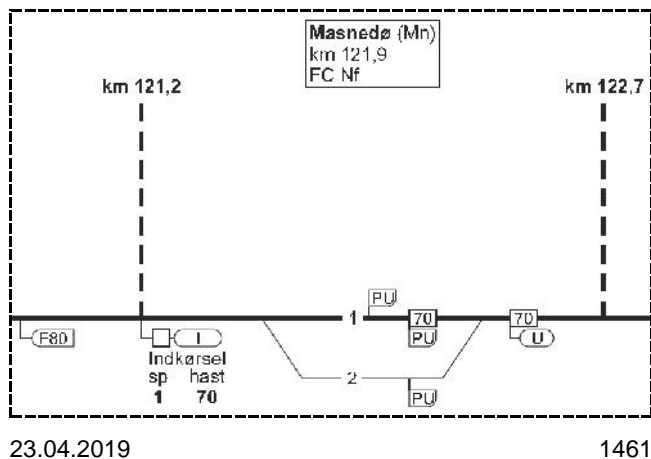 Masnedø (Mn)
km 121,9
FC Nf
km 121,2
km 122,7
PU
1
70
70
F80
I
PU
U
Indkørsel
sp hast
1 70
2
PU
23.04.2019
1461